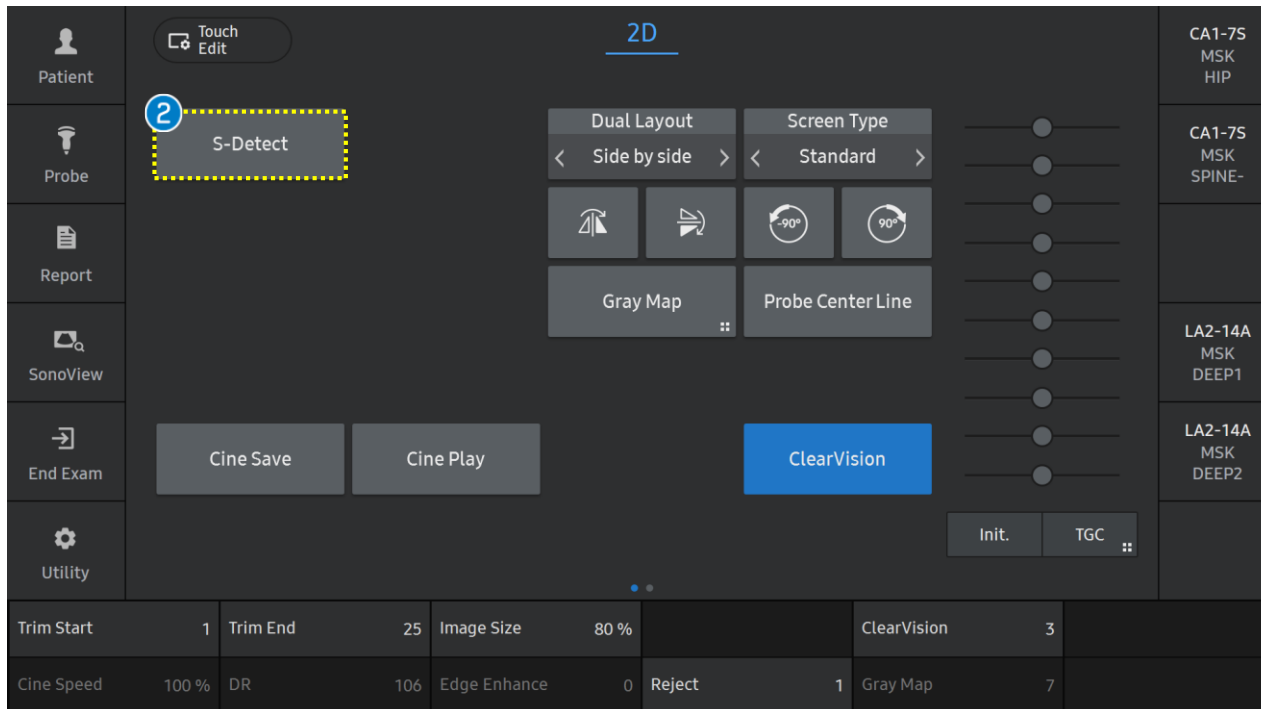 Patient
Probe
Report
SonoView
End Exam
Utility
Touch
Edit
2D
2
S-Detect
Dual Layout
Side by side
Screen Type
Standard
-90°
90°
Gray Map
Probe Center Line
Cine Save
Cine Play
ClearVision
Init.
TGC
CA1-7S
MSK
HIP
CA1-7S
MSK
SPINE-
LA2-14A
MSK
DEEP1
LA2-14A
MSK
DEEP2
Trim Start 1
Trim End 25
Image Size 80 %
ClearVision 3
Cine Speed 100 %
DR 106
Edge Enhance 0
Reject 1
Gray Map 7